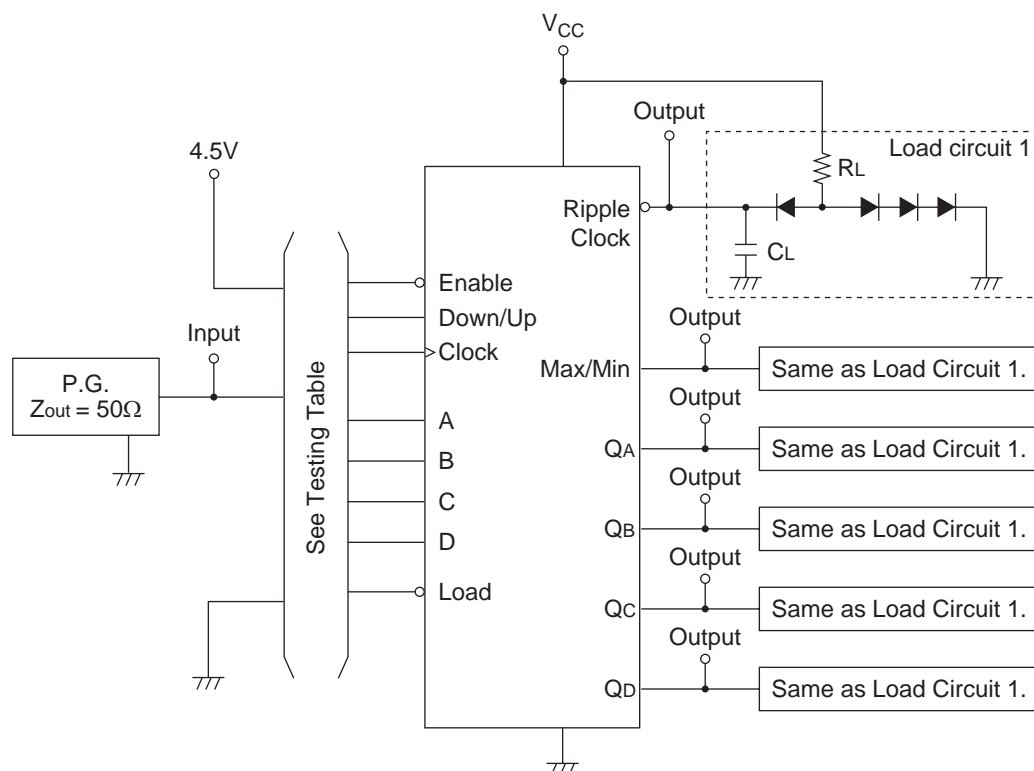 VCC
Output
Load circuit 1
4.5V
RL
Ripple
Clock
CL
Enable
Down/Up
Clock
Input
Output
P.G.
Zout = 50Ω
Max/Min
Same as Load Circuit 1.
See Testing Table
Output
A
QA
Same as Load Circuit 1.
B
Output
C
QB
Same as Load Circuit 1.
D
Output
Load
QC
Same as Load Circuit 1.
Output
QD
Same as Load Circuit 1.